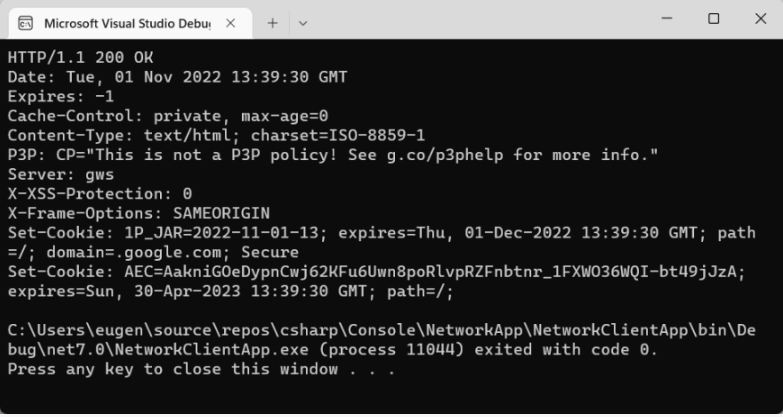 Microsoft Visual Studio Debu
HTTP/1.1 200 OK
Date: Tue, 01 Nov 2022 13:39:30 GMT
Expires: -1
Cache-Control: private, max-age=0
Content-Type: text/html; charset=ISO-8859-1
P3P: CP="This is not a P3P policy! See g.co/p3phelp for more info."
Server: gws
X-XSS-Protection: 0
X-Frame-Options: SAMEORIGIN
Set-Cookie: 1P_JAR=2022-11-01-13; expires=Thu, 01-Dec-2022 13:39:30 GMT; path
=/; domain=.google.com; Secure
Set-Cookie: AEC=AakniGOeDypnCwj62KFu6Uwn8poRlvpRZFnbtnr_1FXWO36WQI-bt49jJzA;
expires=Sun, 30-Apr-2023 13:39:30 GMT; path=/;
C:\Users\eugen\source\repos\csharp\Console\NetworkApp\NetworkClientApp\bin\De
bug\net7.0\NetworkClientApp.exe (process 11044) exited with code 0.
Press any key to close this window . . .